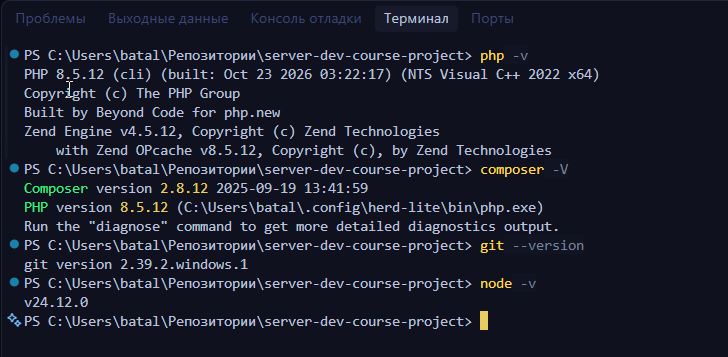 Проблемы Выходные данные Консоль отладки Терминал Порты
PS C:\Users\batal\Репозитории\server-dev-course-project> php -v
PHP 8.5.12 (cli) (built: Oct 23 2026 03:22:17) (NTS Visual C++ 2022 x64)
Copyright (c) The PHP Group
Built by Beyond Code for php.new
Zend Engine v4.5.12, Copyright (c) Zend Technologies
    with Zend OPcache v8.5.12, Copyright (c), by Zend Technologies
PS C:\Users\batal\Репозитории\server-dev-course-project> composer -V
Composer version 2.8.12 2025-09-19 13:41:59
PHP version 8.5.12 (C:\Users\batal\.config\herd-lite\bin\php.exe)
Run the "diagnose" command to get more detailed diagnostics output.
PS C:\Users\batal\Репозитории\server-dev-course-project> git --version
git version 2.39.2.windows.1
PS C:\Users\batal\Репозитории\server-dev-course-project> node -v
v24.12.0
PS C:\Users\batal\Репозитории\server-dev-course-project>